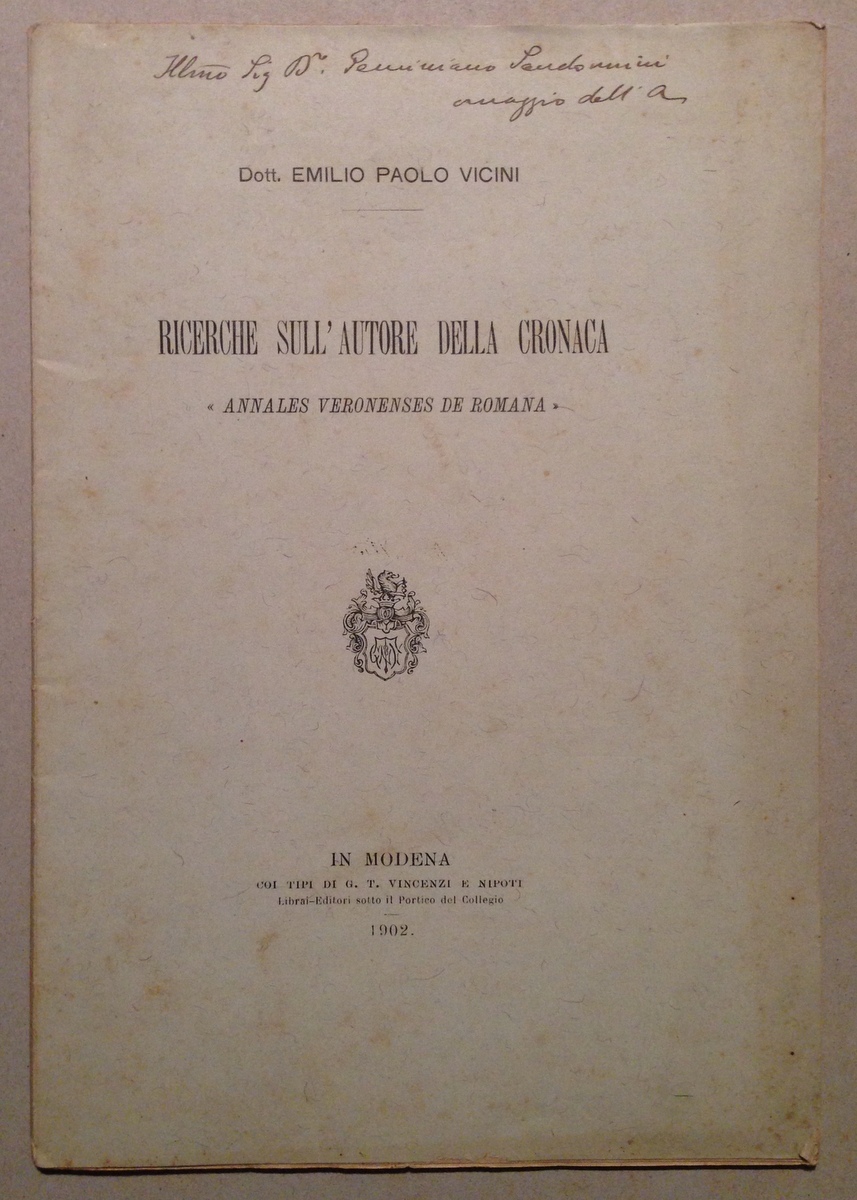 Illmo Sig Dr. Geminiano Sandonnini
omaggio dell'A
Dott. EMILIO PAOLO VICINI
RICERCHE SULL'AUTORE DELLA CRONACA
« ANNALES VERONENSES DE ROMANA »
IN MODENA
COI TIPI DI G. T. VINCENZI E NIPOTI
Librai-Editori sotto il Portico del Collegio
1902.